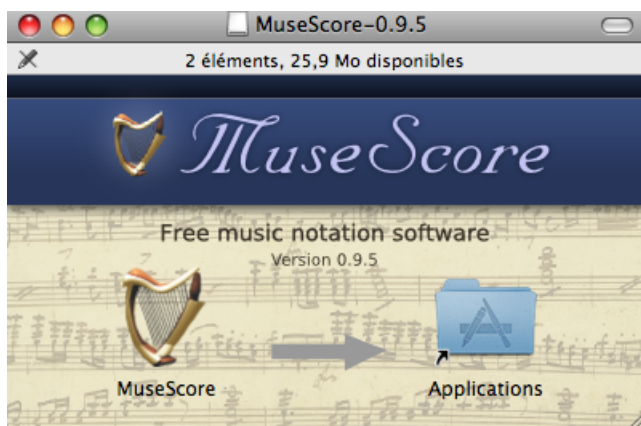 MuseScore-0.9.5
2 éléments, 25,9 Mo disponibles
MuseScore
Free music notation software
Version 0.9.5
MuseScore Applications